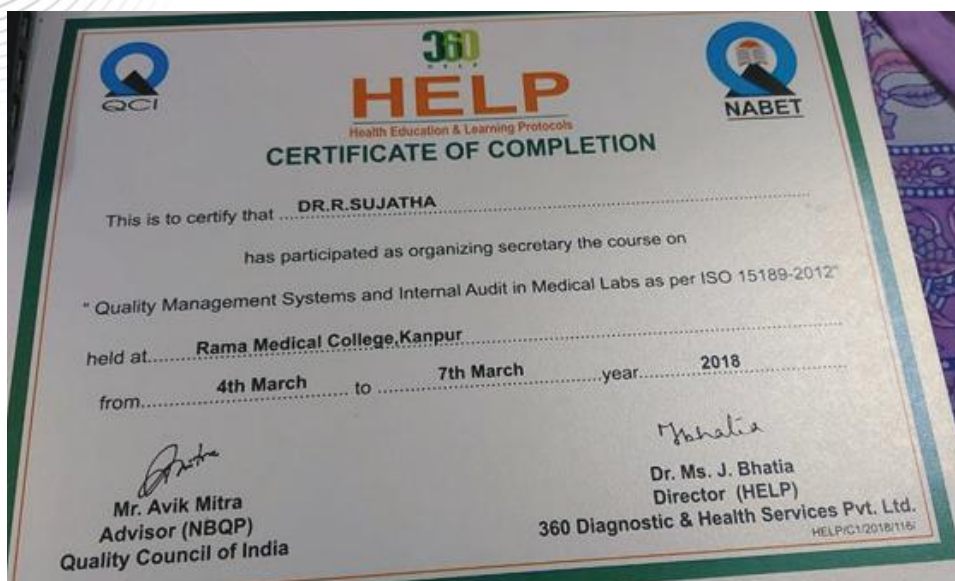 QCI
360
HELP
HELP
Health Education & Learning Protocols
NABET
CERTIFICATE OF COMPLETION
This is to certify that ....DR.R.SUJATHA....
has participated as organizing secretary the course on
" Quality Management Systems and Internal Audit in Medical Labs as per ISO 15189-2012"
held at....Rama Medical College,Kanpur....
from....4th March....to....7th March....year....2018....
Mr. Avik Mitra
Advisor (NBQP)
Quality Council of India
Dr. Ms. J. Bhatia
Director (HELP)
360 Diagnostic & Health Services Pvt. Ltd.
HELP/C1/2018/116/